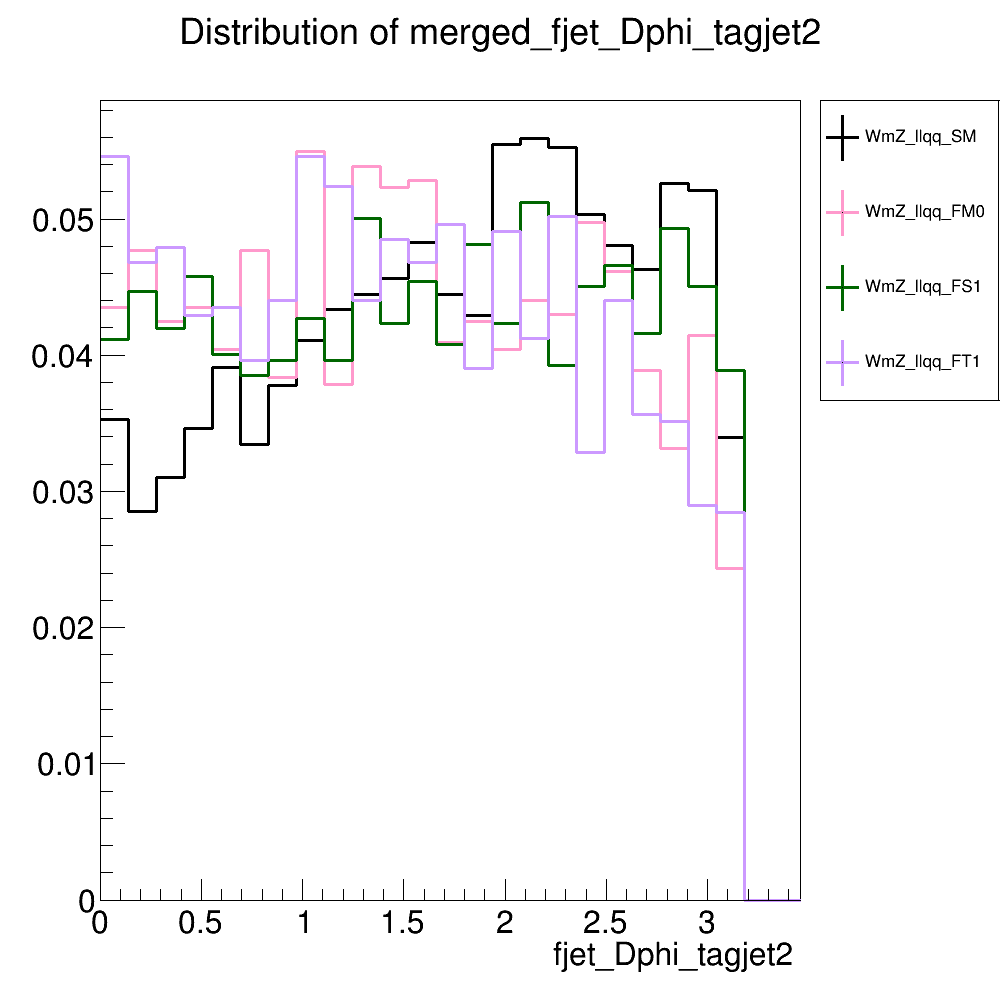 Distribution of merged_fjet_Dphi_tagjet2
WmZ_llqq_SM
WmZ_llqq_FM0
WmZ_llqq_FS1
WmZ_llqq_FT1
0.05
0.04
0.03
0.02
0.01
0
0 0.5 1 1.5 2 2.5 3
fjet_Dphi_tagjet2